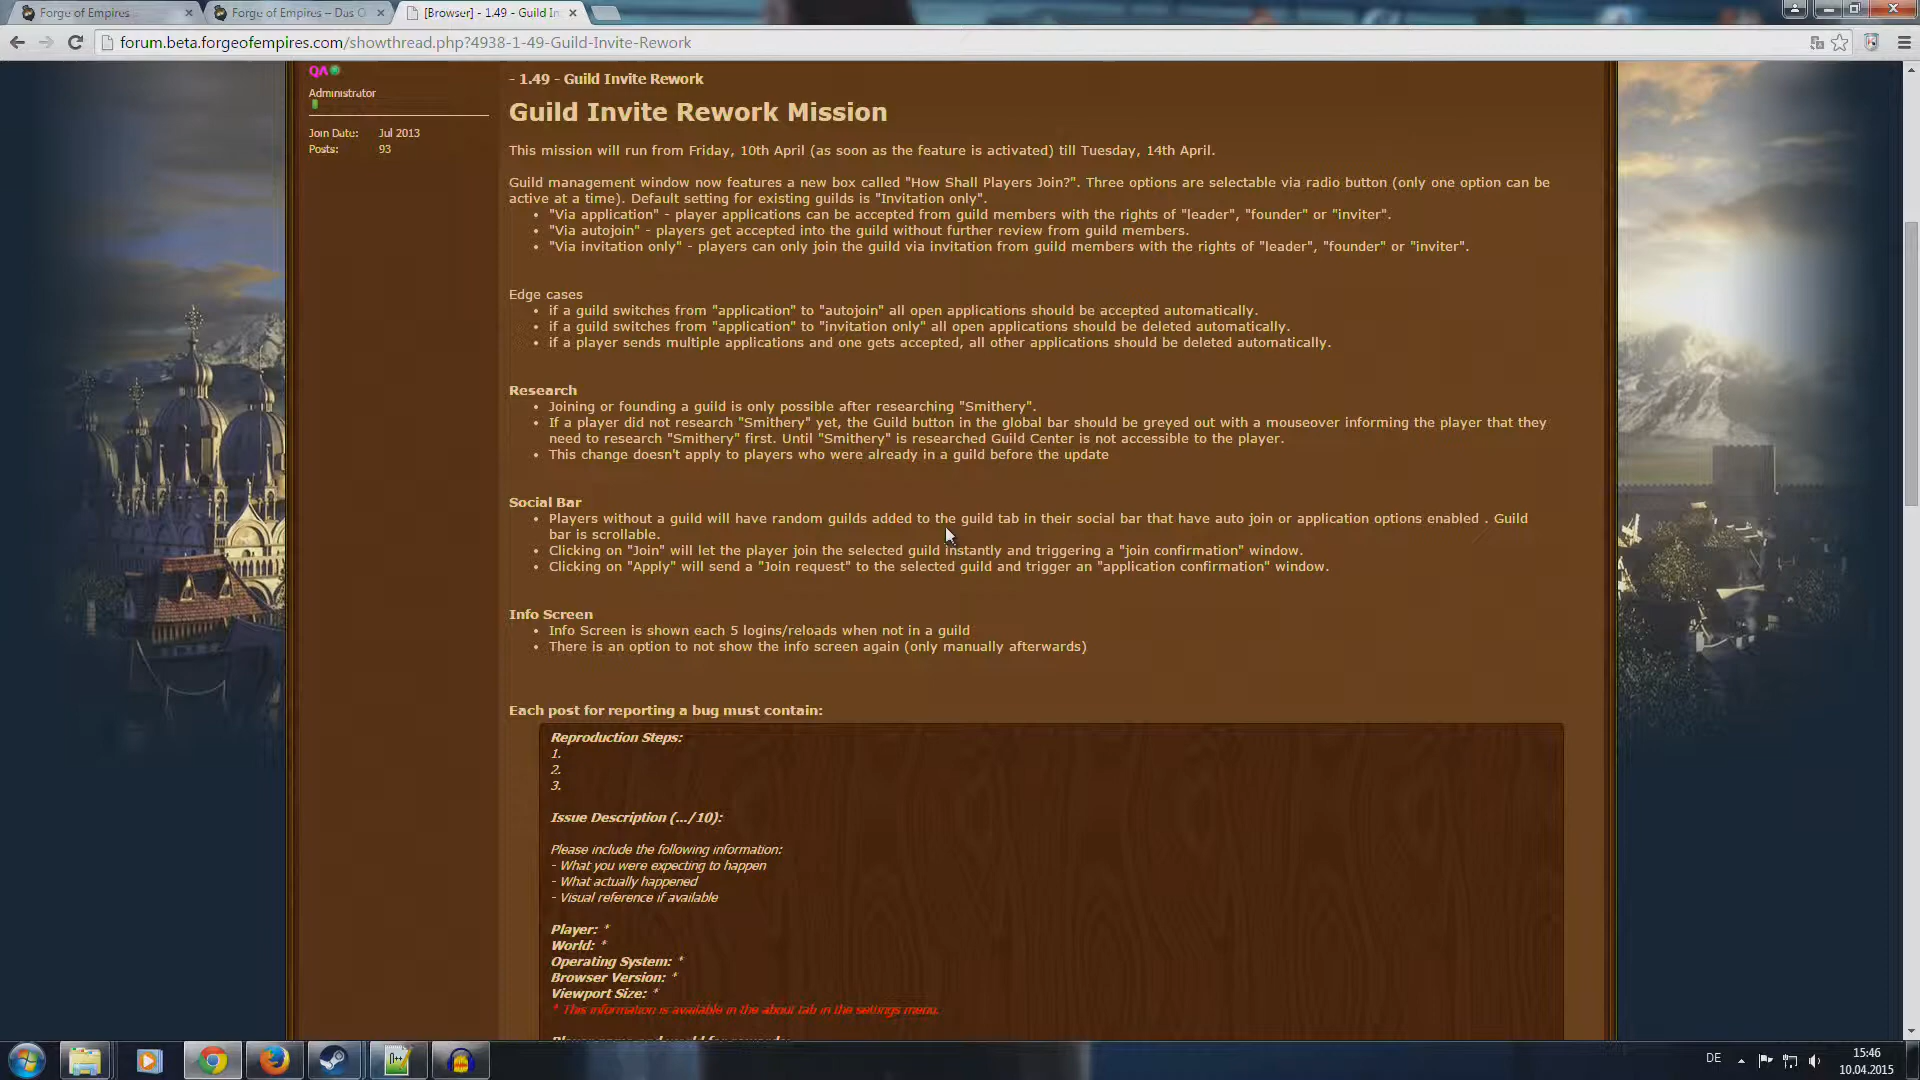 Forge of Empires
Forge of Empires – Das G
[Browser] - 1.49 - Guild In
forum.beta.forgeofempires.com/showthread.php?4938-1-49-Guild-Invite-Rework
QA
Administrator
Join Date: Jul 2013
Posts: 93
- 1.49 - Guild Invite Rework
Guild Invite Rework Mission
This mission will run from Friday, 10th April (as soon as the feature is activated) till Tuesday, 14th April.
Guild management window now features a new box called "How Shall Players Join?". Three options are selectable via radio button (only one option can be
active at a time). Default setting for existing guilds is "Invitation only".
• "Via application" - player applications can be accepted from guild members with the rights of "leader", "founder" or "inviter".
• "Via autojoin" - players get accepted into the guild without further review from guild members.
• "Via invitation only" - players can only join the guild via invitation from guild members with the rights of "leader", "founder" or "inviter".
Edge cases
• if a guild switches from "application" to "autojoin" all open applications should be accepted automatically.
• if a guild switches from "application" to "invitation only" all open applications should be deleted automatically.
• if a player sends multiple applications and one gets accepted, all other applications should be deleted automatically.
Research
• Joining or founding a guild is only possible after researching "Smithery".
• If a player did not research "Smithery" yet, the Guild button in the global bar should be greyed out with a mouseover informing the player that they
need to research "Smithery" first. Until "Smithery" is researched Guild Center is not accessible to the player.
• This change doesn't apply to players who were already in a guild before the update
Social Bar
• Players without a guild will have random guilds added to the guild tab in their social bar that have auto join or application options enabled . Guild
bar is scrollable.
• Clicking on "Join" will let the player join the selected guild instantly and triggering a "join confirmation" window.
• Clicking on "Apply" will send a "Join request" to the selected guild and trigger an "application confirmation" window.
Info Screen
• Info Screen is shown each 5 logins/reloads when not in a guild
• There is an option to not show the info screen again (only manually afterwards)
Each post for reporting a bug must contain:
Reproduction Steps:
1.
2.
3.
Issue Description (.../10):
Please include the following information:
- What you were expecting to happen
- What actually happened
- Visual reference if available
Player: *
World: *
Operating System: *
Browser Version: *
Viewport Size: *
* This information is available in the about tab in the settings menu.
DE
15:46
10.04.2015